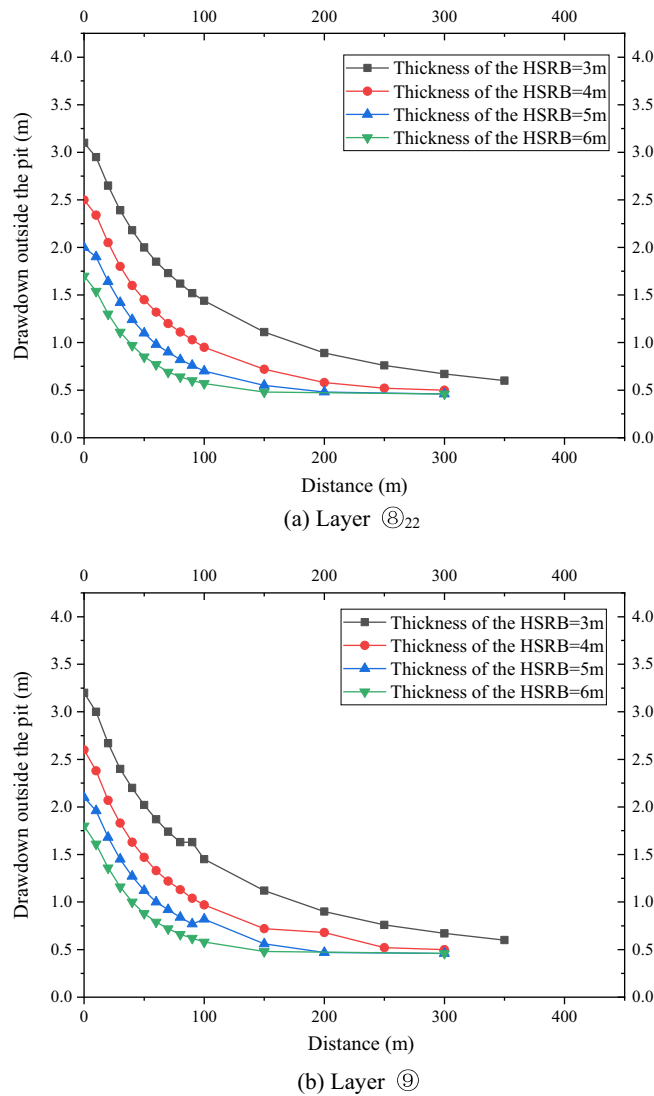 0 100 200 300 400
4.0 4.0
Thickness of the HSRB=3m
Thickness of the HSRB=4m
3.5 3.5
Thickness of the HSRB=5m
Thickness of the HSRB=6m
3.0 3.0
2.5 2.5
2.0 2.0
1.5 1.5
1.0 1.0
0.5 0.5
0.0 0.0
Drawdown outside the pit (m)
0 100 200 300 400
Distance (m)
(a) Layer ⑧₂₂
0 100 200 300 400
4.0 4.0
Thickness of the HSRB=3m
Thickness of the HSRB=4m
3.5 3.5
Thickness of the HSRB=5m
Thickness of the HSRB=6m
3.0 3.0
2.5 2.5
2.0 2.0
1.5 1.5
1.0 1.0
0.5 0.5
0.0 0.0
Drawdown outside the pit (m)
0 100 200 300 400
Distance (m)
(b) Layer ⑨